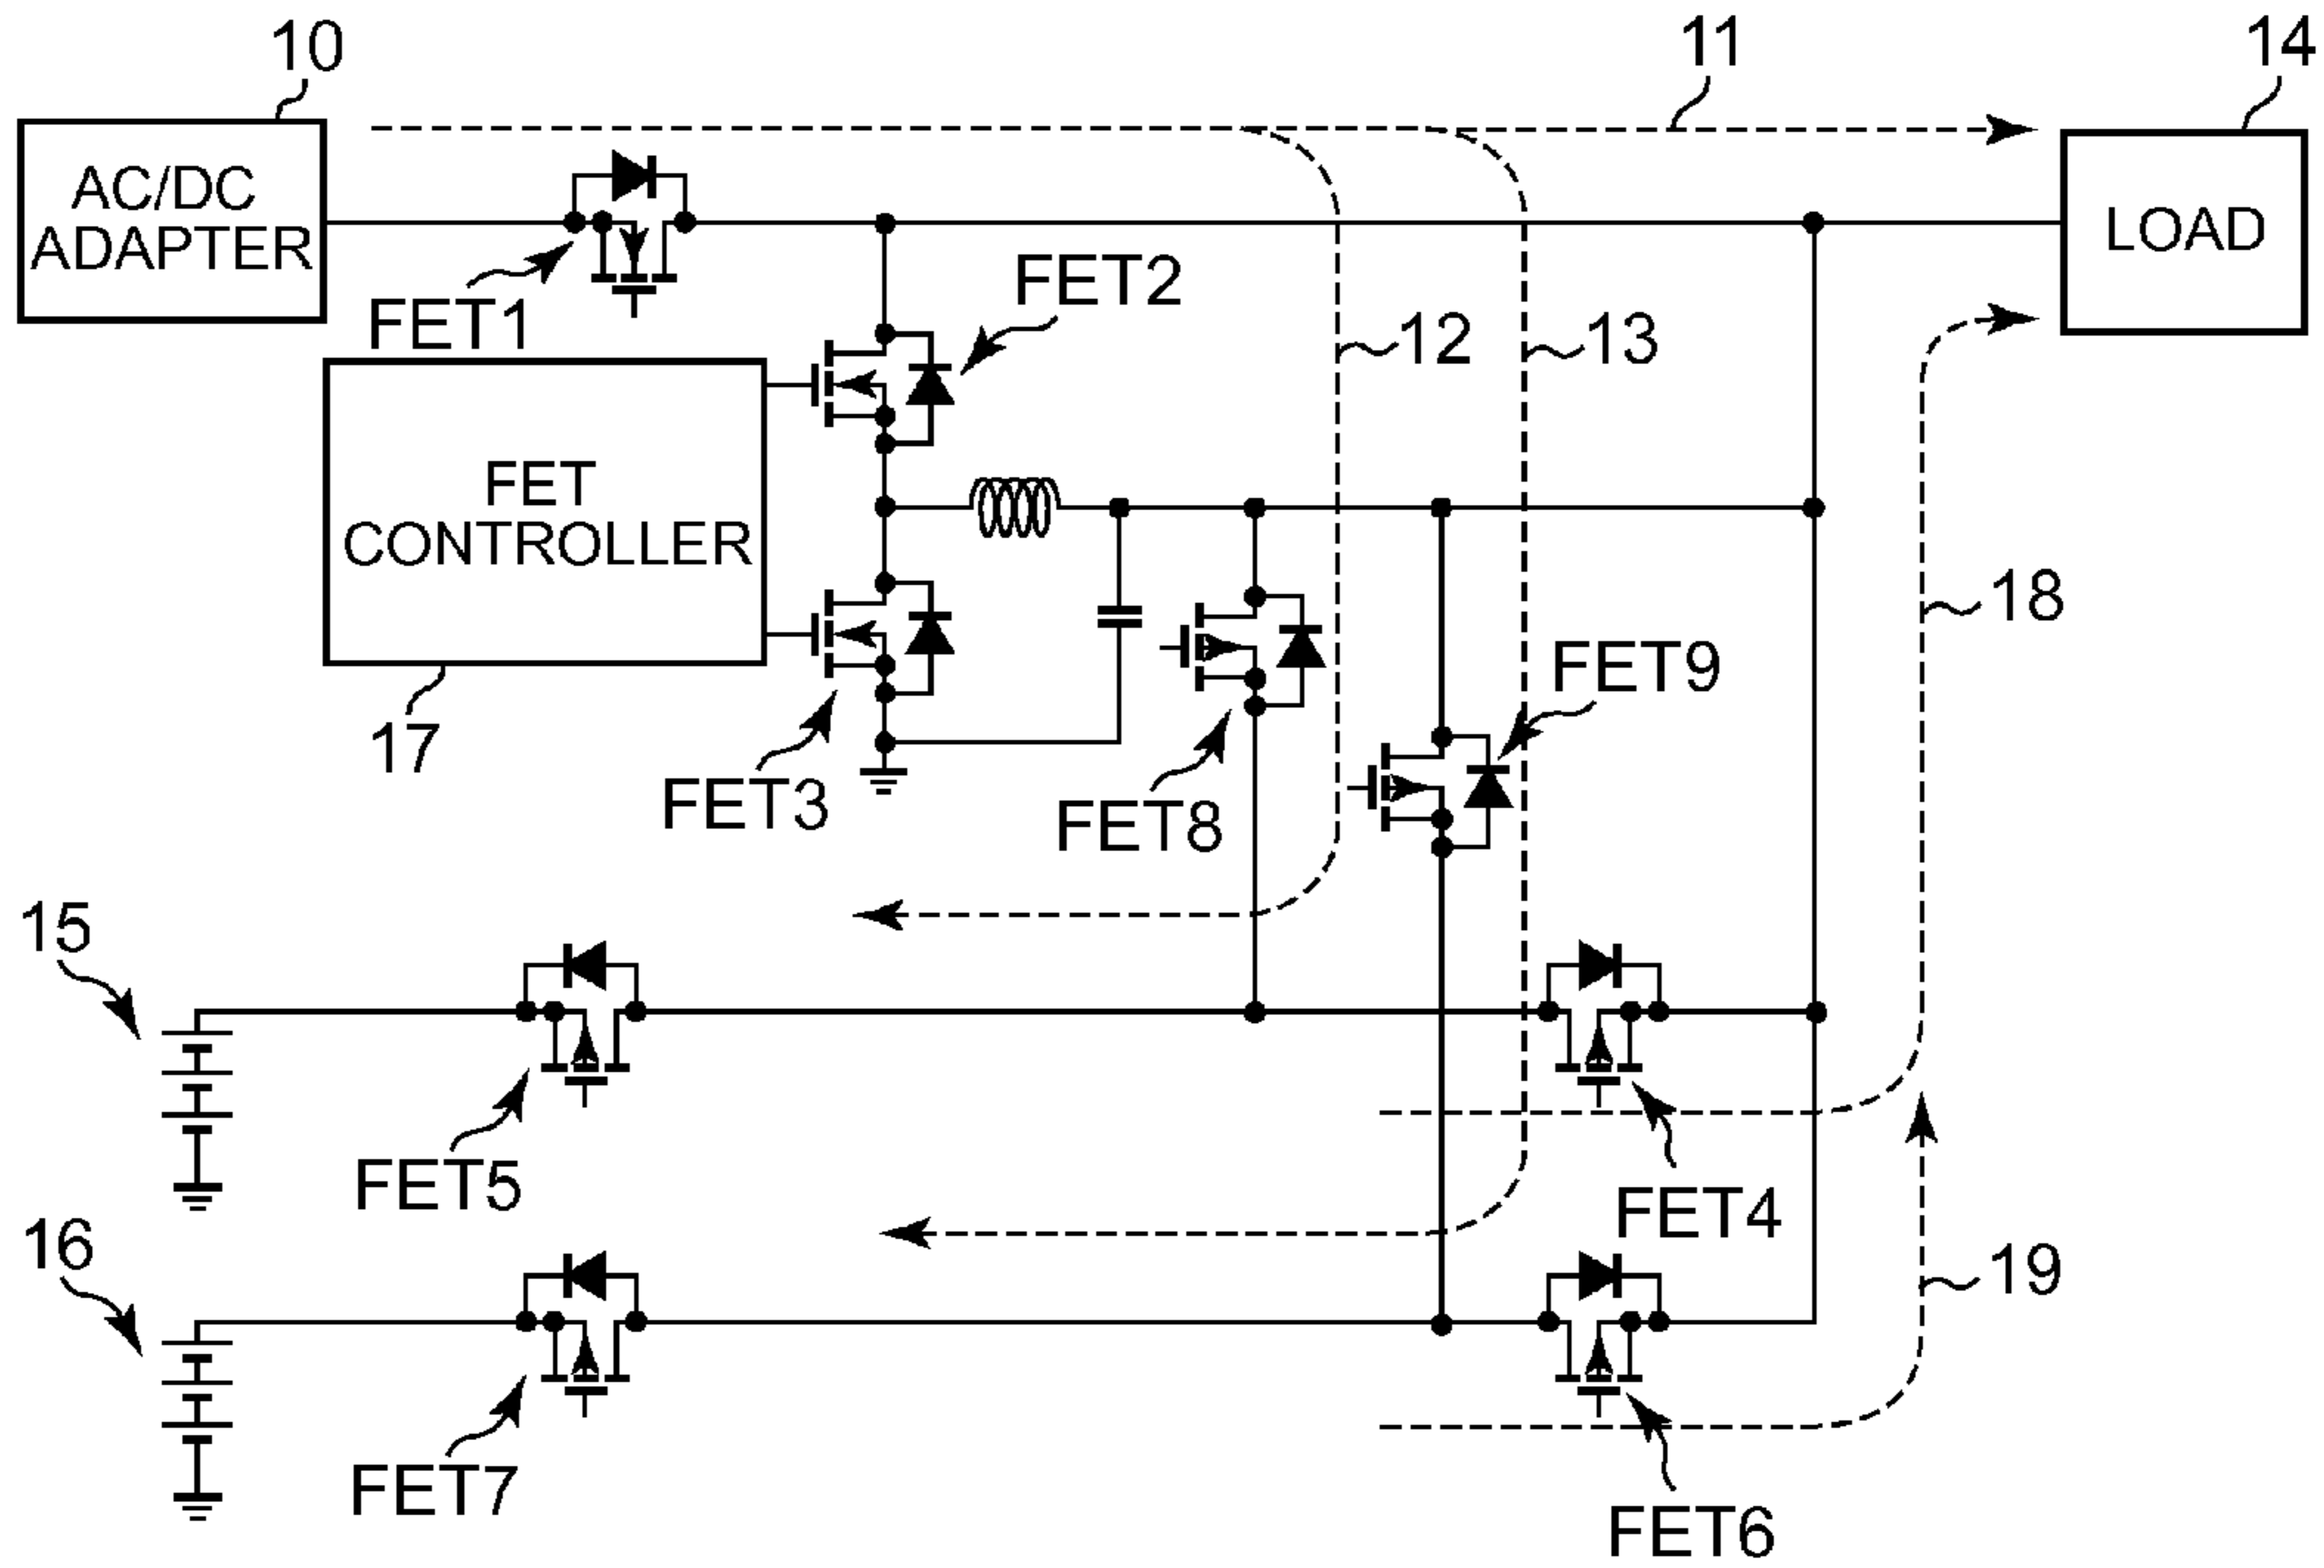 10
11
14
AC/DC
ADAPTER
LOAD
FET1
FET2
12
13
FET
CONTROLLER
18
17
FET3
FET8
FET9
15
FET5
FET4
16
19
FET7
FET6